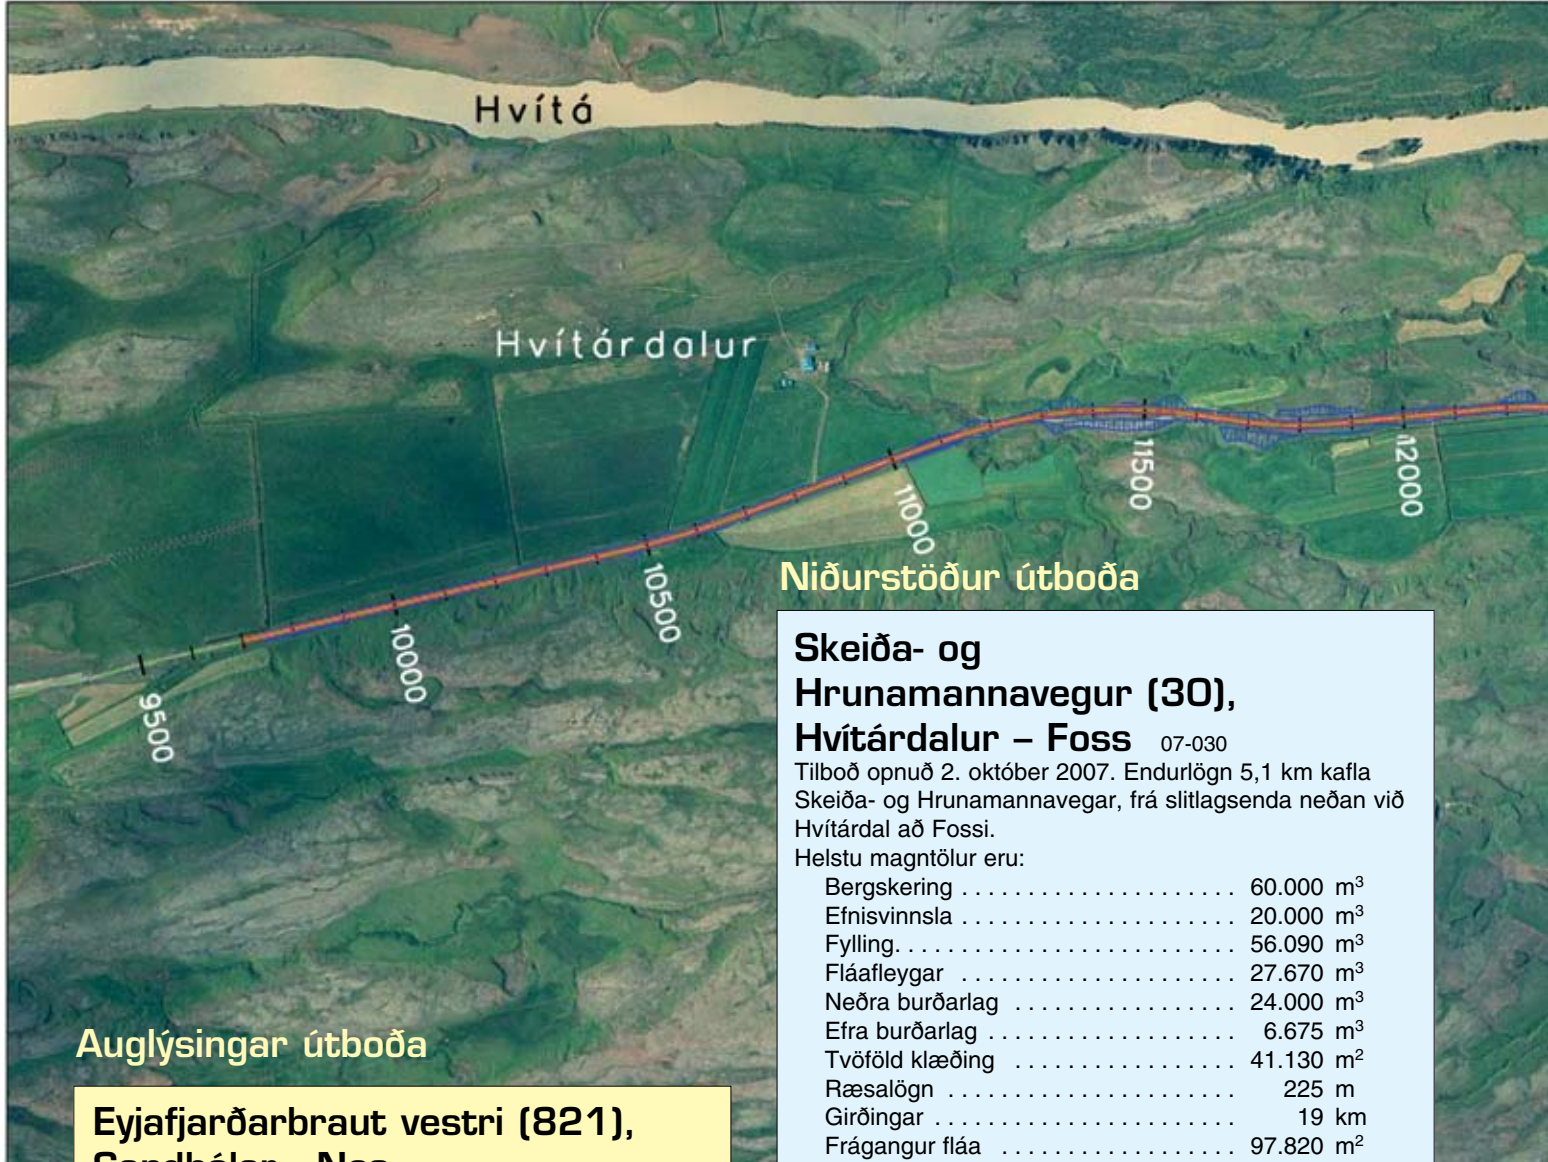 Hvítá
Hvítárdalur
9500
10000
10500
11000
11500
12000
Niðurstöður útboða
Skeiða- og
Hrunamannavegur (30),
Hvítárdalur – Foss 07-030
Tilboð opnuð 2. október 2007. Endurlögn 5,1 km kafla
Skeiða- og Hrunamannavegar, frá slitlagsenda neðan við
Hvítárdal að Fossi.
Helstu magntölur eru:
Bergskering . . . . . . . . . . . . . . . . . . . . . 60.000 m³
Efnisvinnsla . . . . . . . . . . . . . . . . . . . . . 20.000 m³
Fylling. . . . . . . . . . . . . . . . . . . . . . . . . . 56.090 m³
Fláafleygar . . . . . . . . . . . . . . . . . . . . . 27.670 m³
Neðra burðarlag . . . . . . . . . . . . . . . . . 24.000 m³
Efra burðarlag . . . . . . . . . . . . . . . . . . . 6.675 m³
Tvöföld klæðing . . . . . . . . . . . . . . . . . 41.130 m²
Ræsalögn . . . . . . . . . . . . . . . . . . . . . . 225 m
Girðingar . . . . . . . . . . . . . . . . . . . . . . . 19 km
Frágangur fláa . . . . . . . . . . . . . . . . . . 97.820 m²
Auglýsingar útboða
Eyjafjarðarbraut vestri (821),